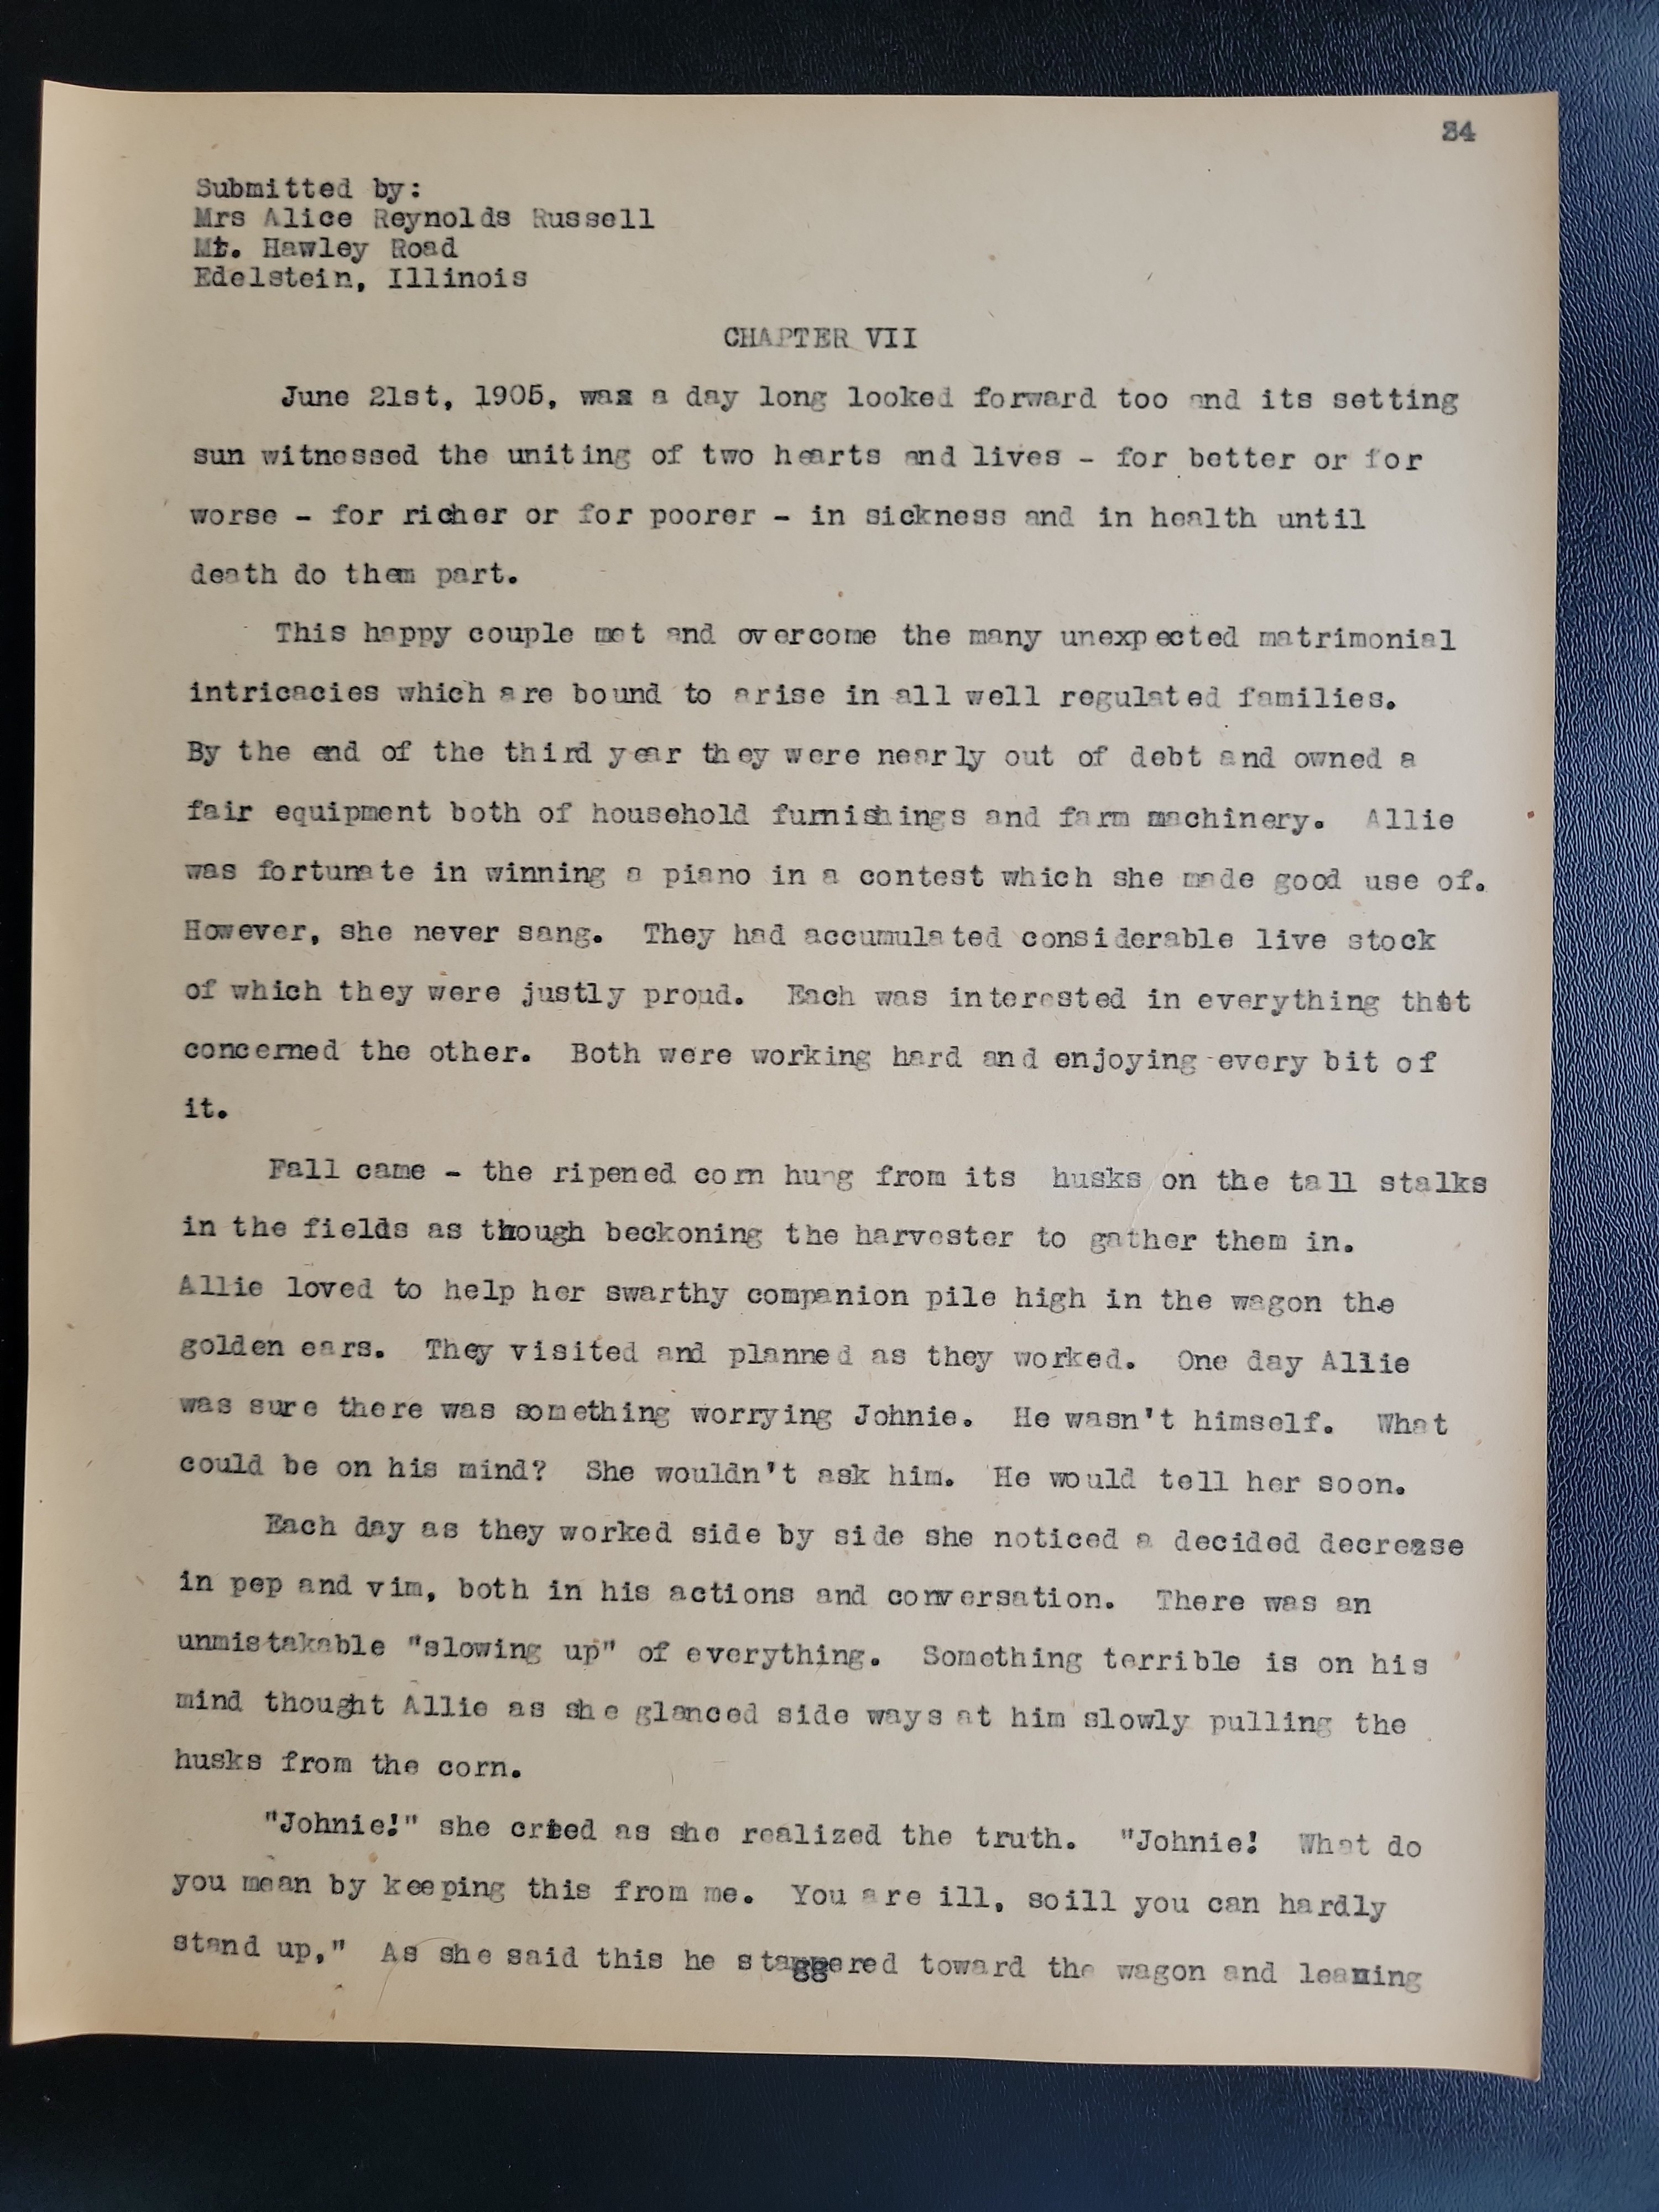 34
Submitted by:
Mrs Alice Reynolds Russell
Mt. Hawley Road
Edelstein, Illinois
CHAPTER VII
June 21st, 1905, was a day long looked forward too and its setting
sun witnessed the uniting of two hearts and lives - for better or for
worse - for richer or for poorer - in sickness and in health until
death do them part.
This happy couple met and overcome the many unexpected matrimonial
intricacies which are bound to arise in all well regulated families.
By the end of the third year they were nearly out of debt and owned a
fair equipment both of household furnishings and farm machinery. Allie
was fortunate in winning a piano in a contest which she made good use of.
However, she never sang. They had accumulated considerable live stock
of which they were justly proud. Each was interested in everything that
concerned the other. Both were working hard and enjoying every bit of
it.
Fall came - the ripened corn hung from its husks on the tall stalks
in the fields as though beckoning the harvester to gather them in.
Allie loved to help her swarthy companion pile high in the wagon the
golden ears. They visited and planned as they worked. One day Allie
was sure there was something worrying Johnie. He wasn't himself. What
could be on his mind? She wouldn't ask him. He would tell her soon.
Each day as they worked side by side she noticed a decided decrease
in pep and vim, both in his actions and conversation. There was an
unmistakable "slowing up" of everything. Something terrible is on his
mind thought Allie as she glanced side ways at him slowly pulling the
husks from the corn.
"Johnie!" she cried as she realized the truth. "Johnie! What do
you mean by keeping this from me. You are ill, soill you can hardly
stand up," As she said this he staggered toward the wagon and leaning